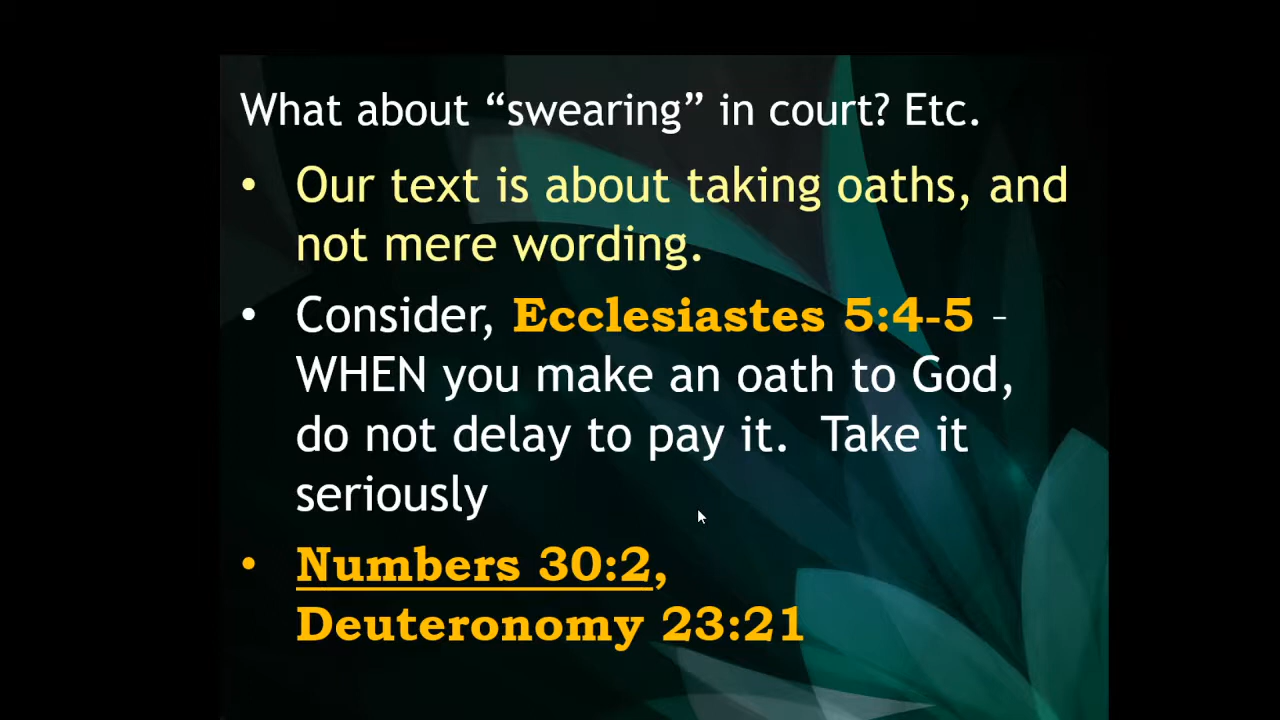 What about “swearing” in court? Etc.
• Our text is about taking oaths, and
not mere wording.
• Consider, Ecclesiastes 5:4-5 –
WHEN you make an oath to God,
do not delay to pay it.  Take it
seriously
• Numbers 30:2,
Deuteronomy 23:21